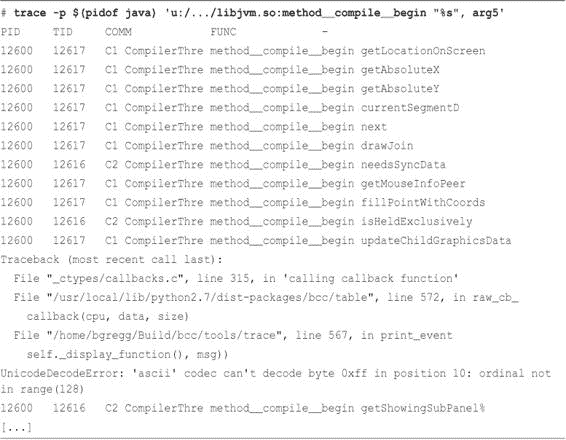 # trace -p $(pidof java) 'u:/.../libjvm.so:method__compile__begin "%s", arg5'
PID TID COMM FUNC -
12600 12617 C1 CompilerThre method__compile__begin getLocationOnScreen
12600 12617 C1 CompilerThre method__compile__begin getAbsoluteX
12600 12617 C1 CompilerThre method__compile__begin getAbsoluteY
12600 12617 C1 CompilerThre method__compile__begin currentSegmentD
12600 12617 C1 CompilerThre method__compile__begin next
12600 12617 C1 CompilerThre method__compile__begin drawJoin
12600 12616 C2 CompilerThre method__compile__begin needsSyncData
12600 12617 C1 CompilerThre method__compile__begin getMouseInfoPeer
12600 12617 C1 CompilerThre method__compile__begin fillPointWithCoords
12600 12616 C2 CompilerThre method__compile__begin isHeldExclusively
12600 12617 C1 CompilerThre method__compile__begin updateChildGraphicsData
Traceback (most recent call last):
File "_ctypes/callbacks.c", line 315, in 'calling callback function'
File "/usr/local/lib/python2.7/dist-packages/bcc/table", line 572, in raw_cb_
callback(cpu, data, size)
File "/home/bgregg/Build/bcc/tools/trace", line 567, in print_event
self._display_function(), msg))
UnicodeDecodeError: 'ascii' codec can't decode byte 0xff in position 10: ordinal not
in range(128)
12600 12616 C2 CompilerThre method__compile__begin getShowingSubPanel%
[...]